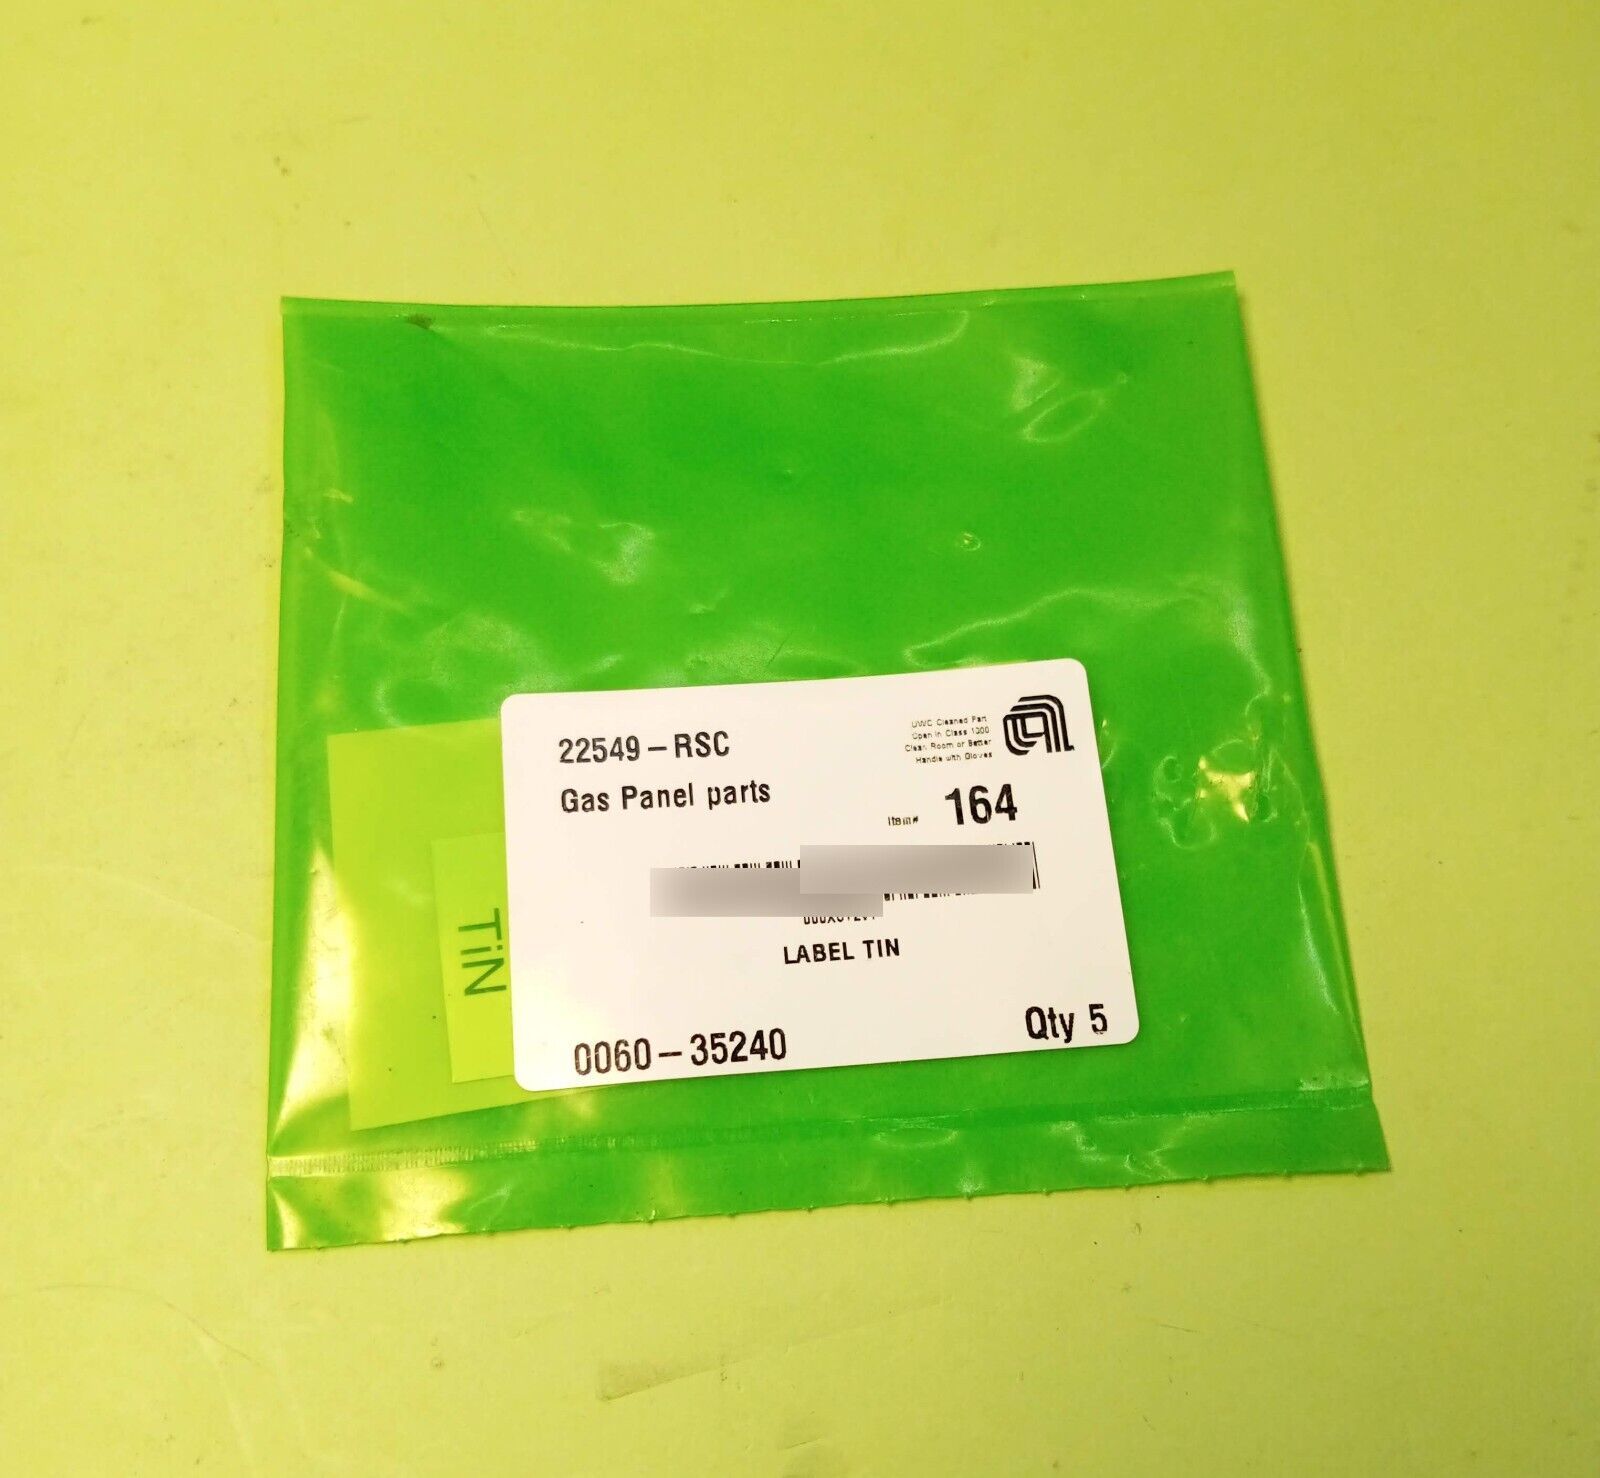 22549-RSC
Gas Panel parts
UWC Cleaned Part
Open in Class 1000
Clean Room or Better
Handle with Gloves
Item# 164
LABEL TIN
0060-35240
Qty 5
TiN